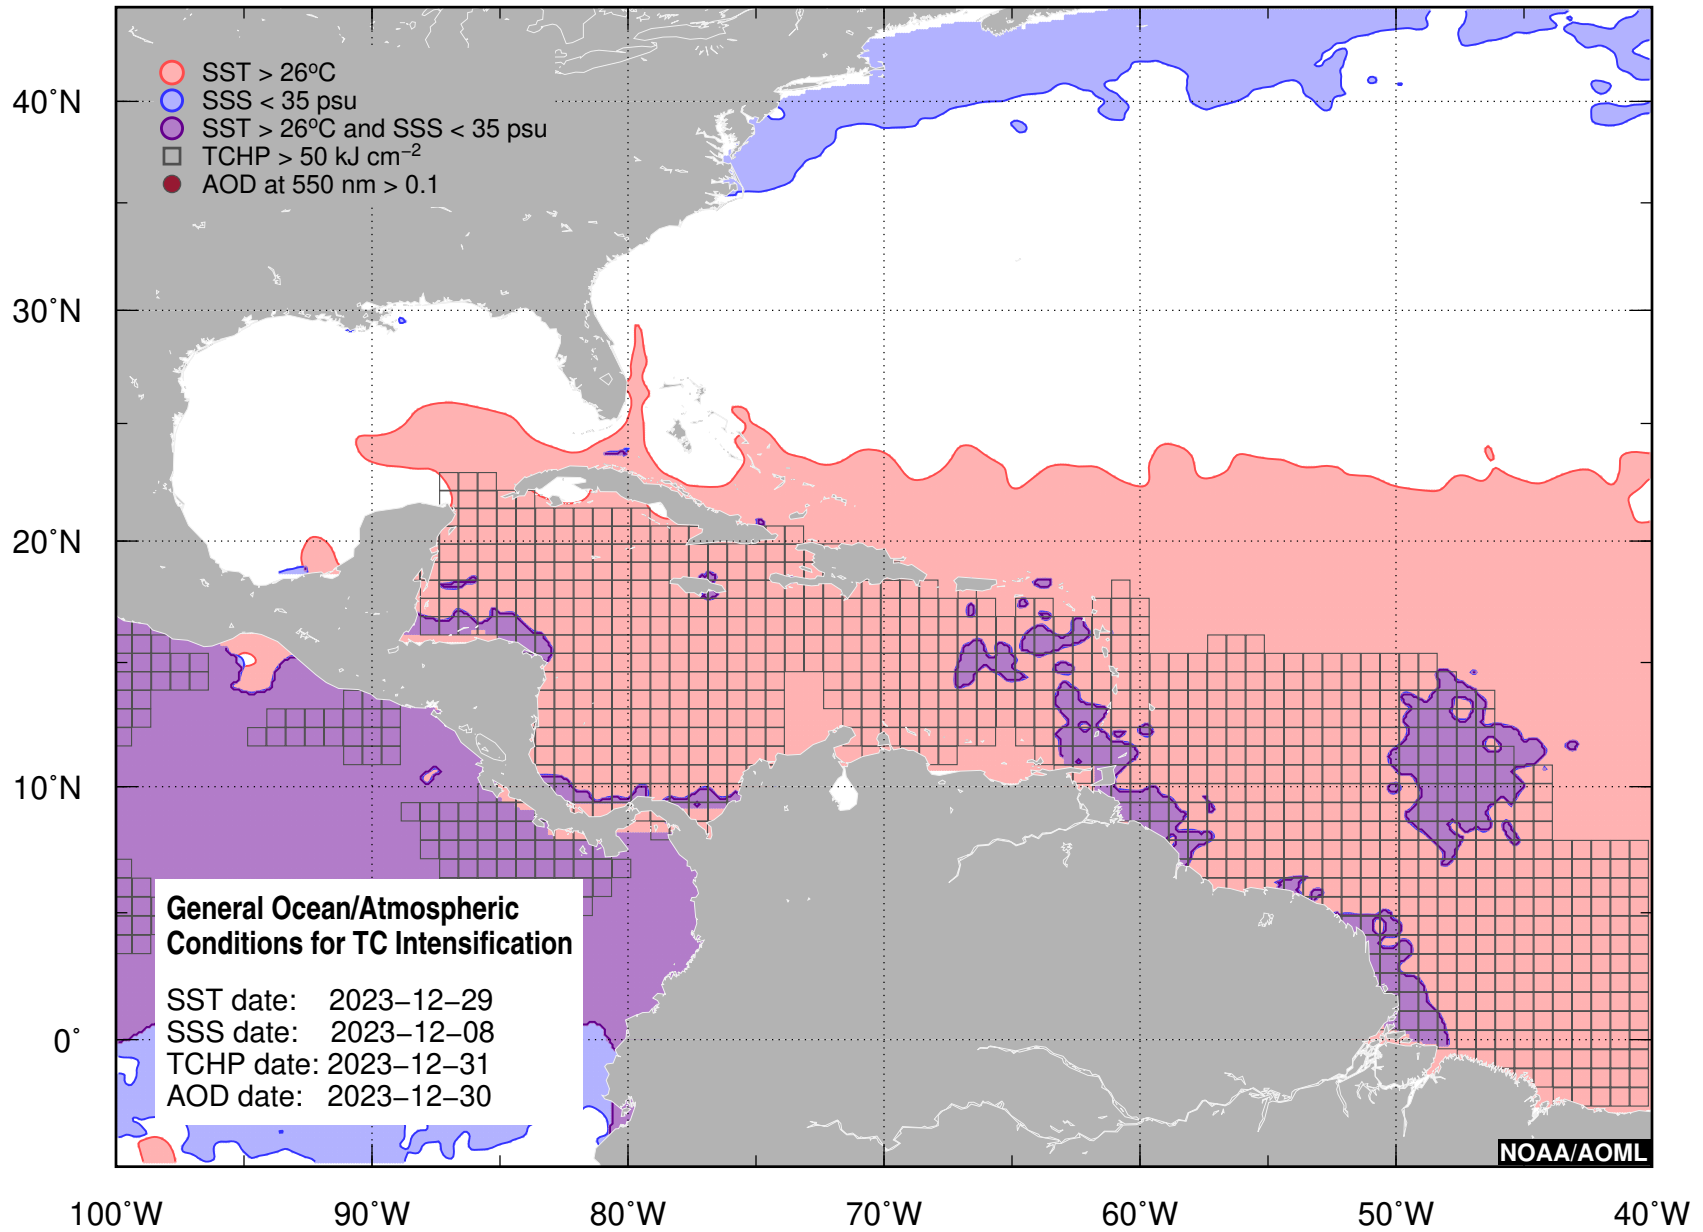 SST > 26°C
SSS < 35 psu
SST > 26°C and SSS < 35 psu
TCHP > 50 kJ cm⁻²
AOD at 550 nm > 0.1
40°N
30°N
20°N
10°N
0°
General Ocean/Atmospheric
Conditions for TC Intensification
SST date: 2023−12−29
SSS date: 2023−12−08
TCHP date: 2023−12−31
AOD date: 2023−12−30
NOAA/AOML
100°W 90°W 80°W 70°W 60°W 50°W 40°W